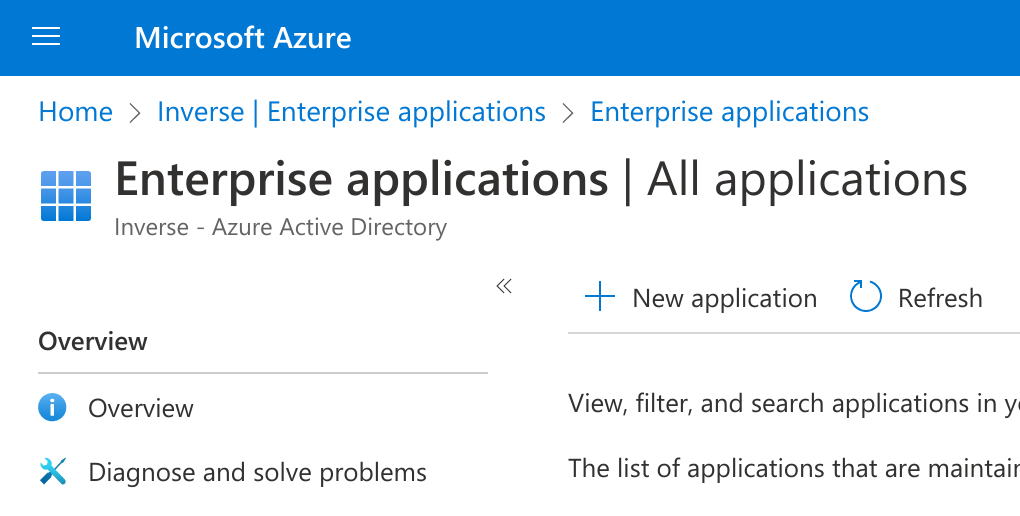 Microsoft Azure
Home > Inverse | Enterprise applications > Enterprise applications
Enterprise applications | All applications
Inverse - Azure Active Directory
«
New application Refresh
Overview
Overview
View, filter, and search applications in
Diagnose and solve problems
The list of applications that are